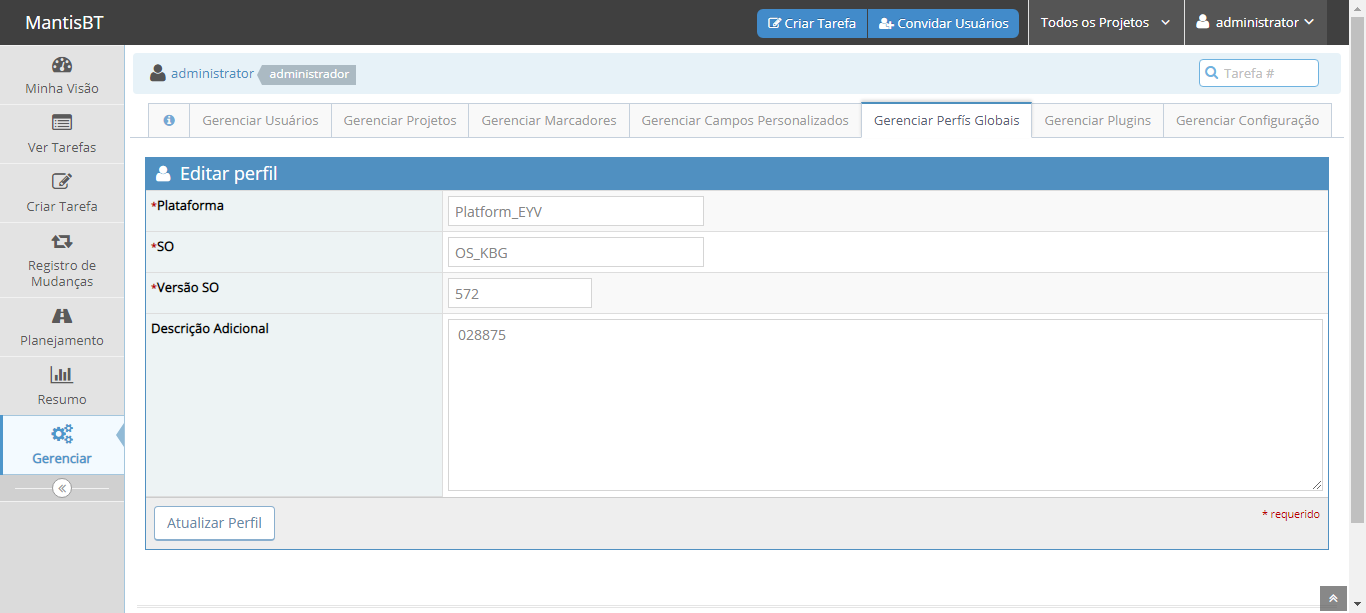 MantisBT
Criar Tarefa
Convidar Usuários
Todos os Projetos
administrator
Minha Visão
Ver Tarefas
Criar Tarefa
Registro de
Mudanças
Planejamento
Resumo
Gerenciar
administrator
administrador
Tarefa #
Gerenciar Usuários
Gerenciar Projetos
Gerenciar Marcadores
Gerenciar Campos Personalizados
Gerenciar Perfís Globais
Gerenciar Plugins
Gerenciar Configuração
Editar perfil
*Plataforma
Platform_EYV
*SO
OS_KBG
*Versão SO
572
Descrição Adicional
028875
Atualizar Perfil
* requerido